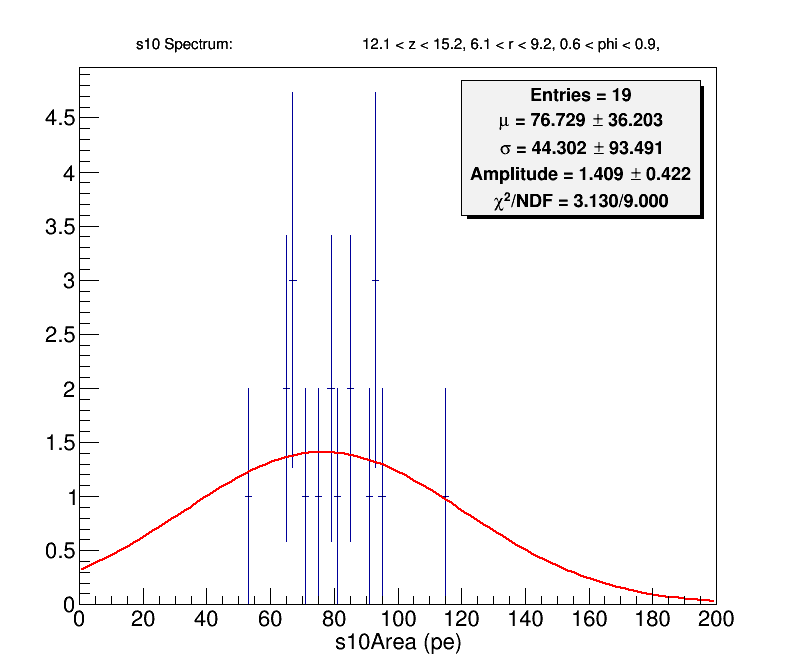 s10 Spectrum: 12.1 < z < 15.2, 6.1 < r < 9.2, 0.6 < phi < 0.9,
Entries = 19
μ = 76.729 ± 36.203
σ = 44.302 ± 93.491
Amplitude = 1.409 ± 0.422
χ²/NDF = 3.130/9.000
4.5
4
3.5
3
2.5
2
1.5
1
0.5
0
0 20 40 60 80 100 120 140 160 180 200
s10Area (pe)